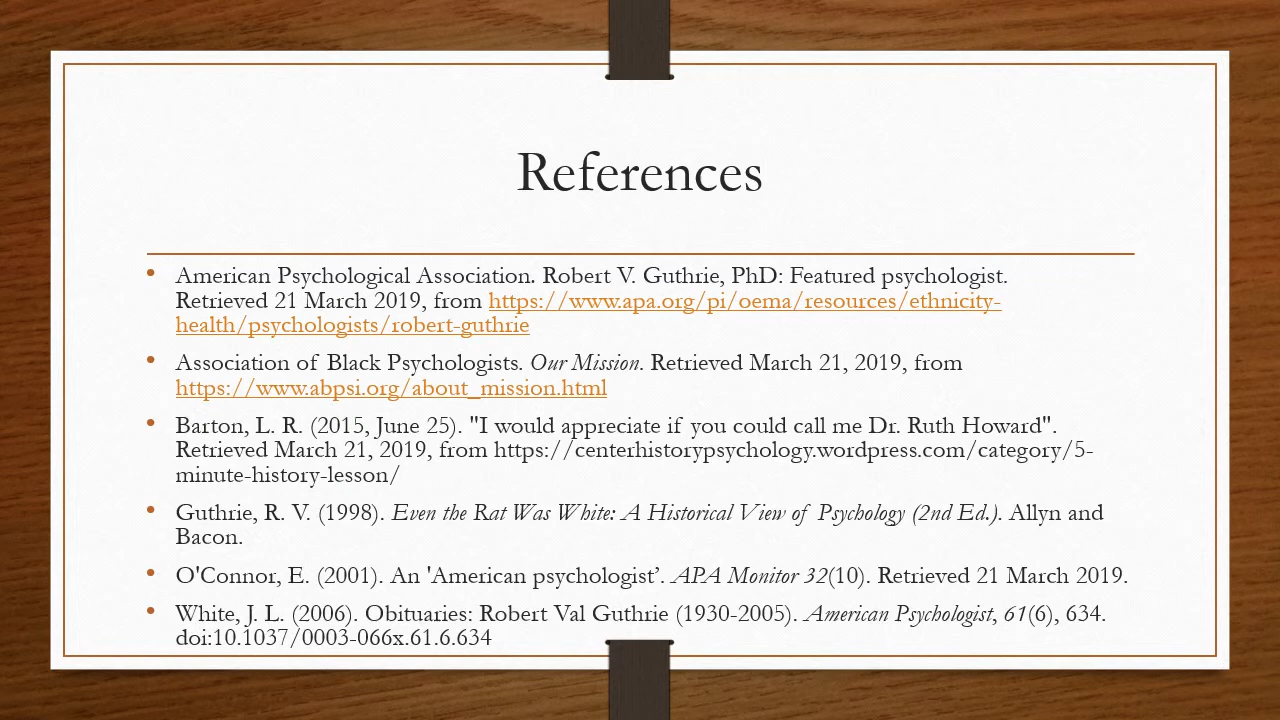 References
• American Psychological Association. Robert V. Guthrie, PhD: Featured psychologist.
Retrieved 21 March 2019, from https://www.apa.org/pi/oema/resources/ethnicity-
health/psychologists/robert-guthrie
• Association of Black Psychologists. Our Mission. Retrieved March 21, 2019, from
https://www.abpsi.org/about_mission.html
• Barton, L. R. (2015, June 25). "I would appreciate if you could call me Dr. Ruth Howard".
Retrieved March 21, 2019, from https://centerhistorypsychology.wordpress.com/category/5-
minute-history-lesson/
• Guthrie, R. V. (1998). Even the Rat Was White: A Historical View of Psychology (2nd Ed.). Allyn and
Bacon.
• O'Connor, E. (2001). An 'American psychologist’. APA Monitor 32(10). Retrieved 21 March 2019.
• White, J. L. (2006). Obituaries: Robert Val Guthrie (1930-2005). American Psychologist, 61(6), 634.
doi:10.1037/0003-066x.61.6.634